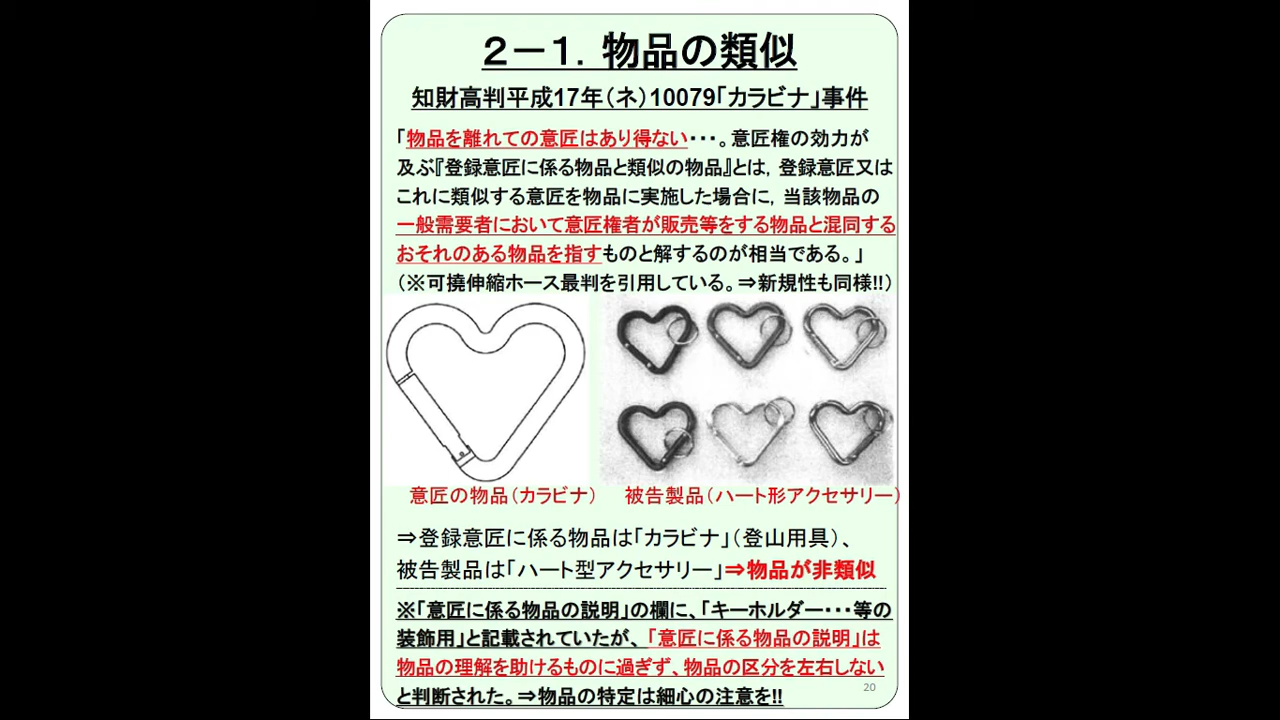 ２－１．物品の類似
知財高判平成17年（ネ）10079「カラビナ」事件
「物品を離れての意匠はあり得ない・・・。意匠権の効力が
及ぶ『登録意匠に係る物品と類似の物品』とは，登録意匠又は
これに類似する意匠を物品に実施した場合に，当該物品の
一般需要者において意匠権者が販売等をする物品と混同する
おそれのある物品を指すものと解するのが相当である。」
（※可撓伸縮ホース最判を引用している。⇒新規性も同様!!）
意匠の物品（カラビナ）
被告製品（ハート形アクセサリー）
⇒登録意匠に係る物品は「カラビナ」（登山用具）、
被告製品は「ハート型アクセサリー」⇒物品が非類似
※「意匠に係る物品の説明」の欄に、「キーホルダー・・・等の
装飾用」と記載されていたが、「意匠に係る物品の説明」は
物品の理解を助けるものに過ぎず、物品の区分を左右しない
と判断された。⇒物品の特定は細心の注意を!!
20